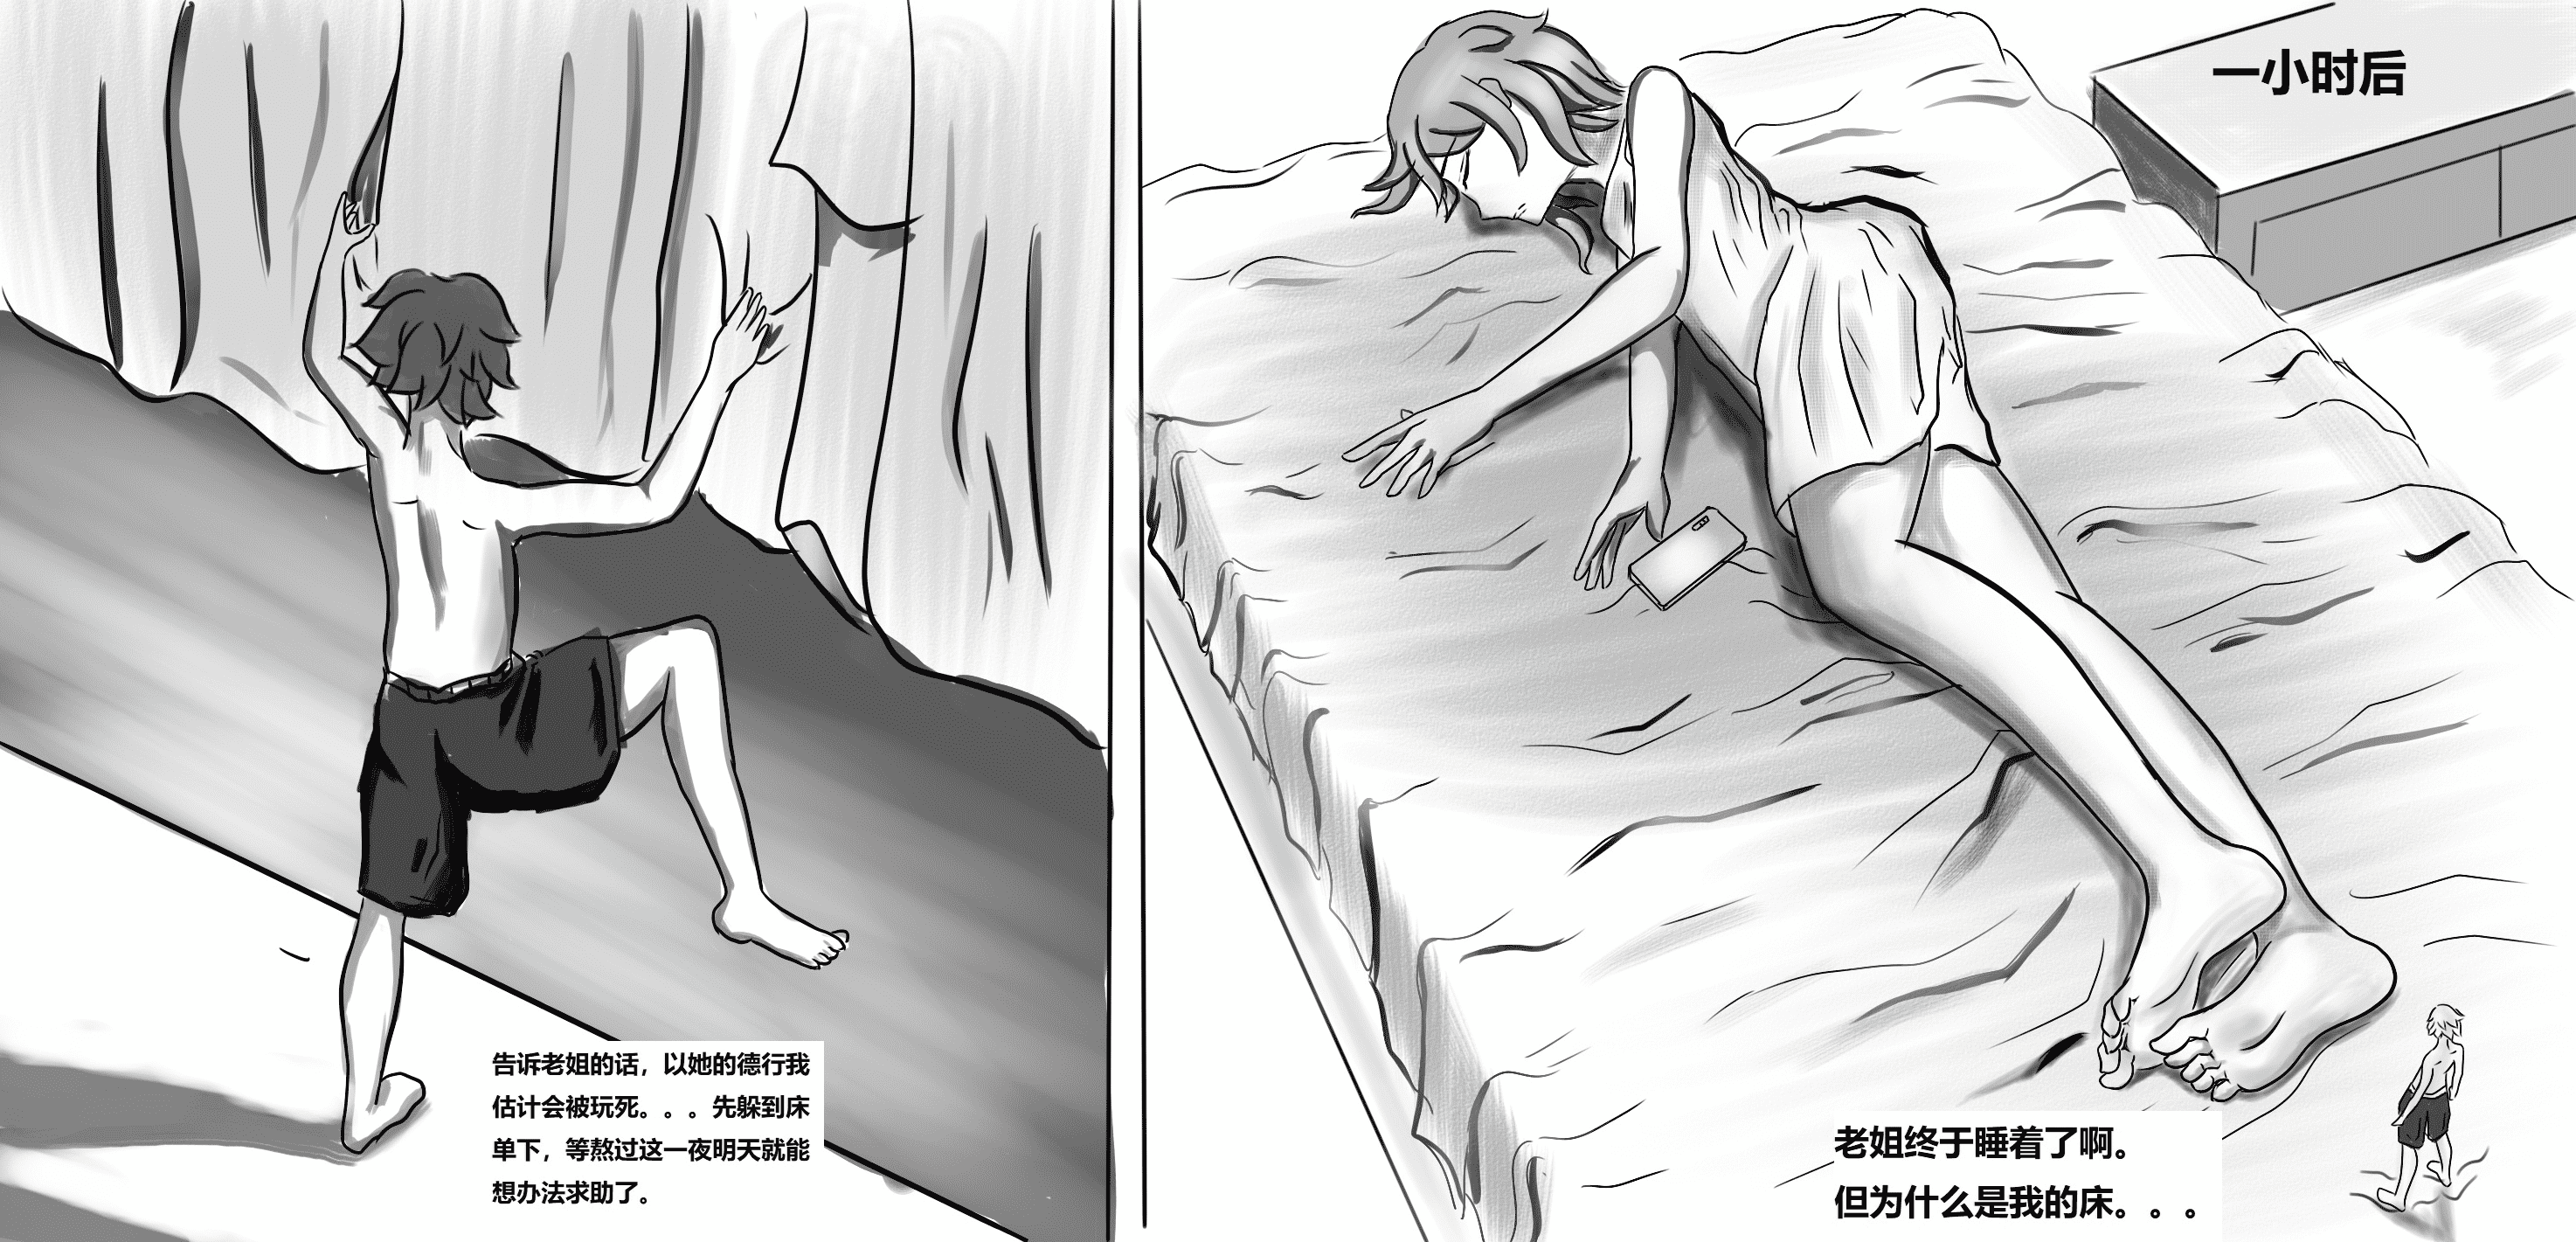 告诉老姐的话，以她的德行我
估计会被玩死。。。先躲到床
单下，等熬过这一夜明天就能
想办法求助了。
一小时后
老姐终于睡着了啊。
但为什么是我的床。。。